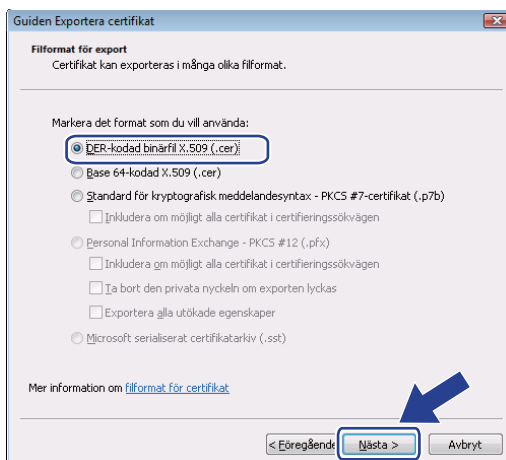 Guiden Exportera certifikat
Filformat för export
Certifikat kan exporteras i många olika filformat.
Markera det format som du vill använda:
DER-kodad binärfil X.509 (.cer)
Base 64-kodad X.509 (.cer)
Standard för kryptografisk meddelandesyntax - PKCS #7-certifikat (.p7b)
Inkludera om möjligt alla certifikat i certifieringssökvägen
Personal Information Exchange - PKCS #12 (.pfx)
Inkludera om möjligt alla certifikat i certifieringssökvägen
Ta bort den privata nyckeln om exporten lyckas
Exportera alla utökade egenskaper
Microsoft serialiserat certifikatarkiv (.sst)
Mer information om filformat för certifikat
< Föregående
Nästa >
Avbryt